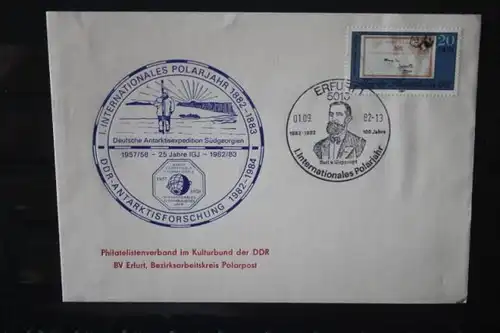 I. INTERNATIONALES POLARJAHR 1882-1883
Deutsche Antarktisexpedition Südgeorgien
1957/58 - 25 Jahre IGJ - 1982/83
DDR-ANTARKTISFORSCHUNG 1982-1984
20
ERFURT 1
5010
01.09 82-13
1882-1982 100 Jahre
I. Internationales Polarjahr
Philatelistenverband im Kulturbund der DDR
BV Erfurt, Bezirksarbeitskreis Polarpost